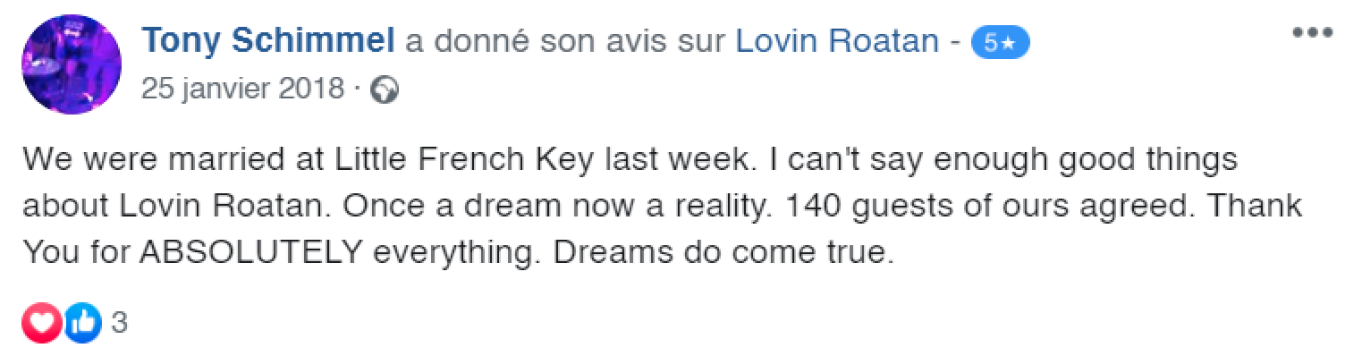 Tony Schimmel a donné son avis sur Lovin Roatan - 5★
25 janvier 2018 ·
We were married at Little French Key last week. I can't say enough good things
about Lovin Roatan. Once a dream now a reality. 140 guests of ours agreed. Thank
You for ABSOLUTELY everything. Dreams do come true.
3